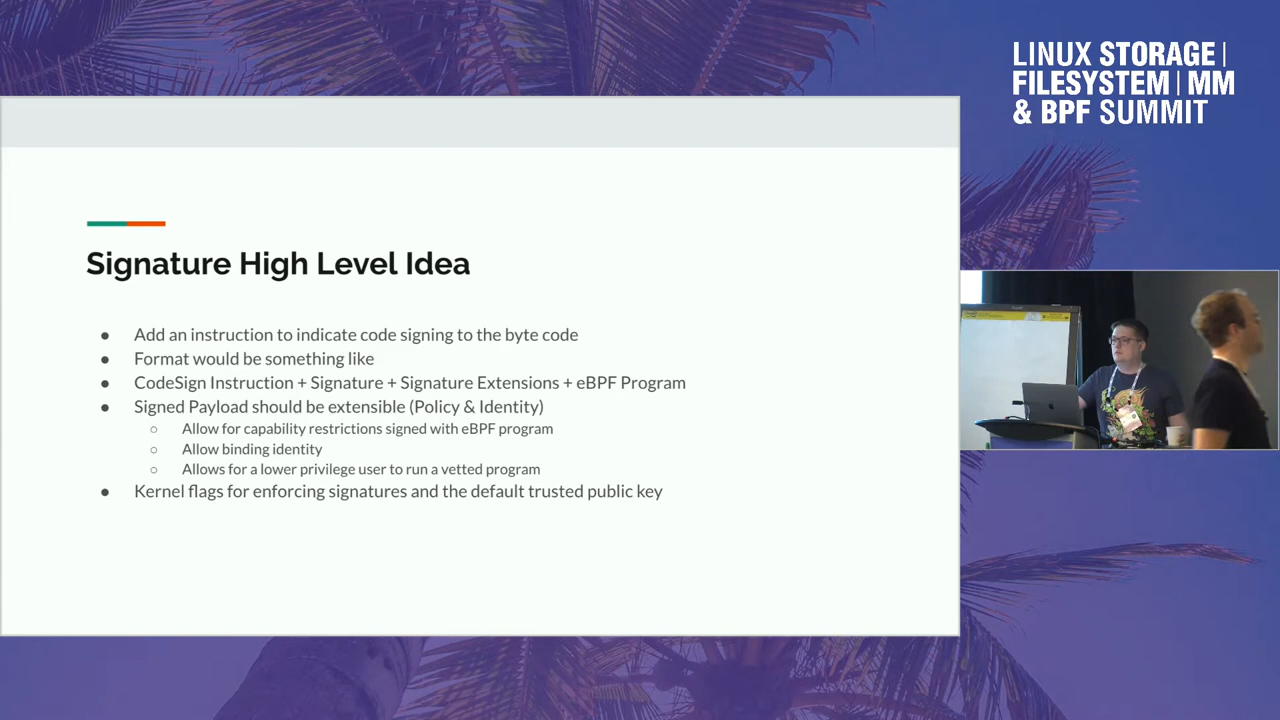 LINUX STORAGE |
FILESYSTEM | MM
& BPF SUMMIT
Signature High Level Idea
● Add an instruction to indicate code signing to the byte code
● Format would be something like
● CodeSign Instruction + Signature + Signature Extensions + eBPF Program
● Signed Payload should be extensible (Policy & Identity)
○ Allow for capability restrictions signed with eBPF program
○ Allow binding identity
○ Allows for a lower privilege user to run a vetted program
● Kernel flags for enforcing signatures and the default trusted public key